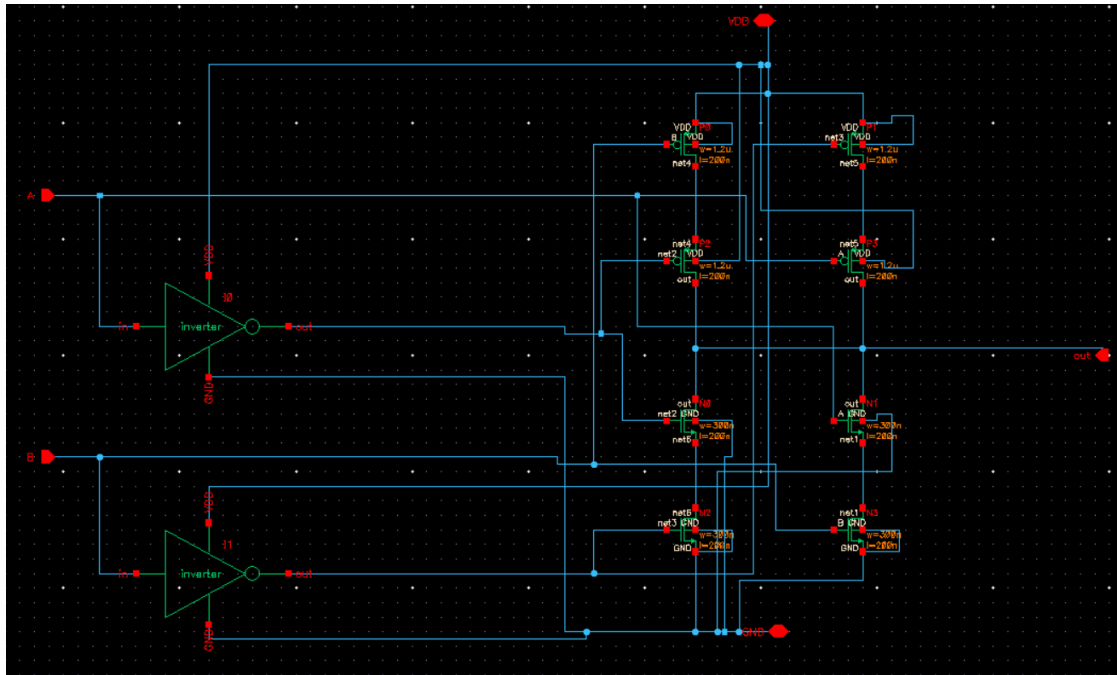 VDD
VDD P0
B VDD
w=1.2u
l=200n
net4
VDD P1
net3 VDD
w=1.2u
l=200n
net5
A
net4 P2
net2 VDD
w=1.2u
l=200n
out
net5 P3
A VDD
w=1.2u
l=200n
out
VDD
I0
in
inverter
out
GND
out
out N0
net2 GND
w=300n
l=200n
net6
out N1
A GND
w=300n
l=200n
net1
B
VDD
I1
in
inverter
out
GND
net6 N2
net3 GND
w=300n
l=200n
GND
net1 N3
B GND
w=300n
l=200n
GND
GND